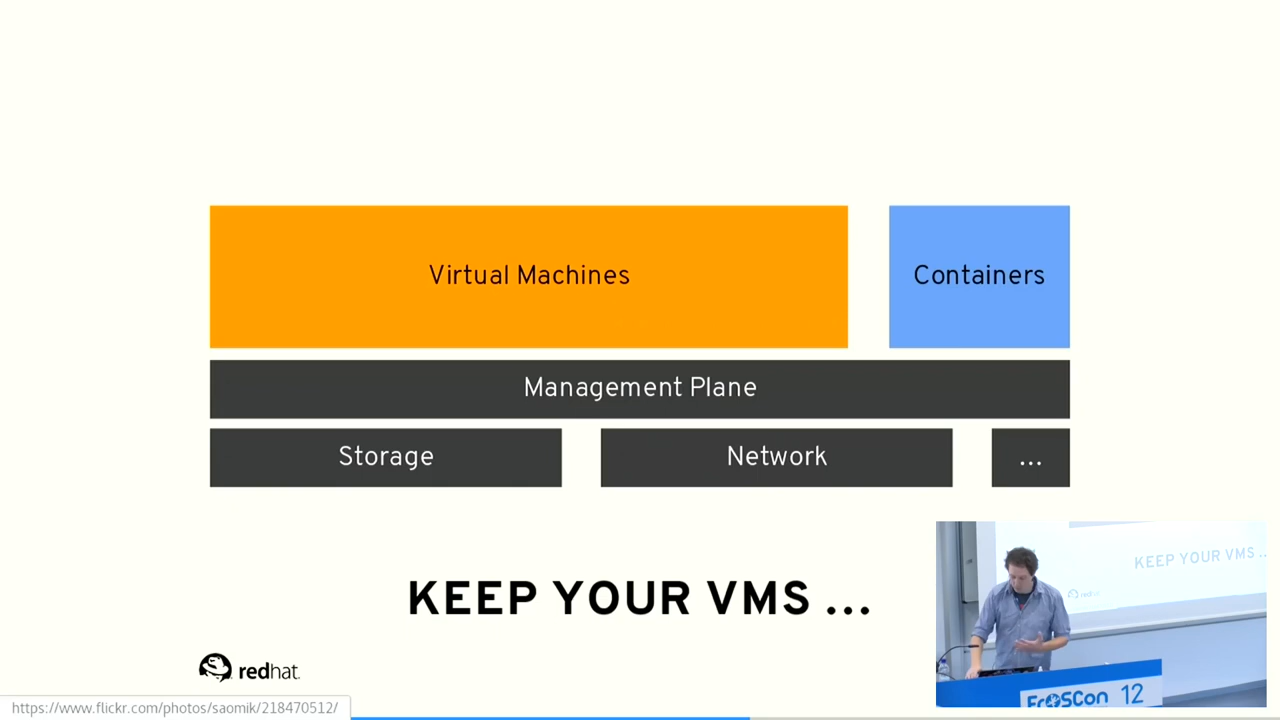 Virtual Machines
Containers
Management Plane
Storage
Network
...
KEEP YOUR VMS ...
redhat.
https://www.flickr.com/photos/saomik/218470512/
KEEP YOUR VMS ..
redhat
FrOSCon 12